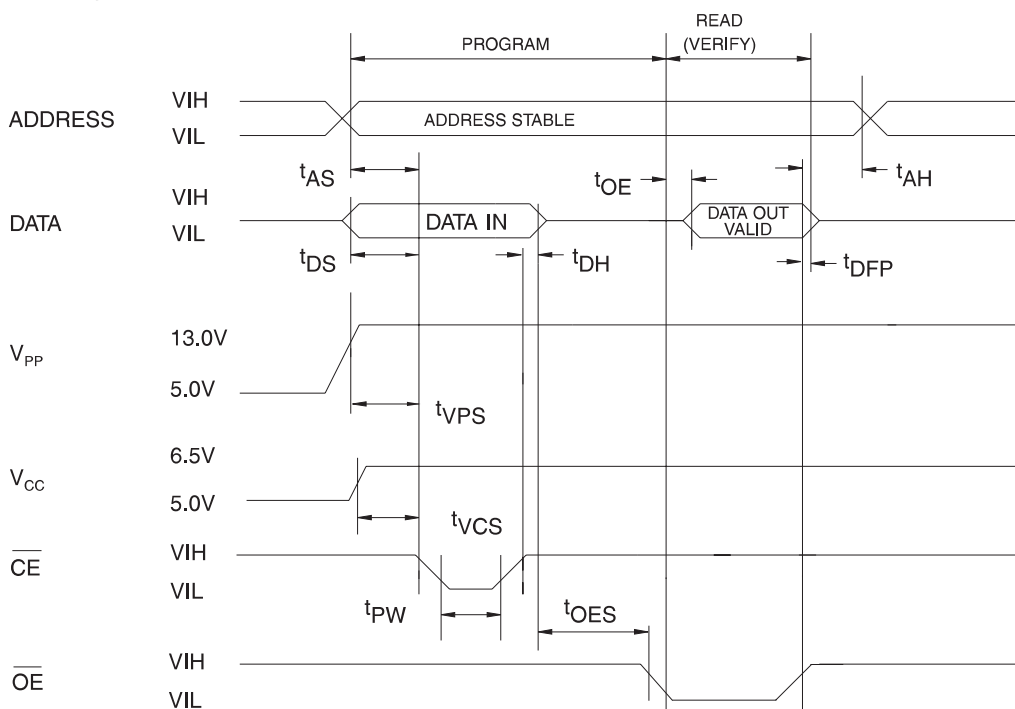 READ
PROGRAM (VERIFY)
ADDRESS VIH
VIL ADDRESS STABLE
tAS tOE tAH
DATA VIH
VIL DATA IN DATA OUT
VALID
tDS tDH tDFP
VPP 13.0V
5.0V
tVPS
VCC 6.5V
5.0V
tVCS
CE VIH
VIL
tPW tOES
OE VIH
VIL